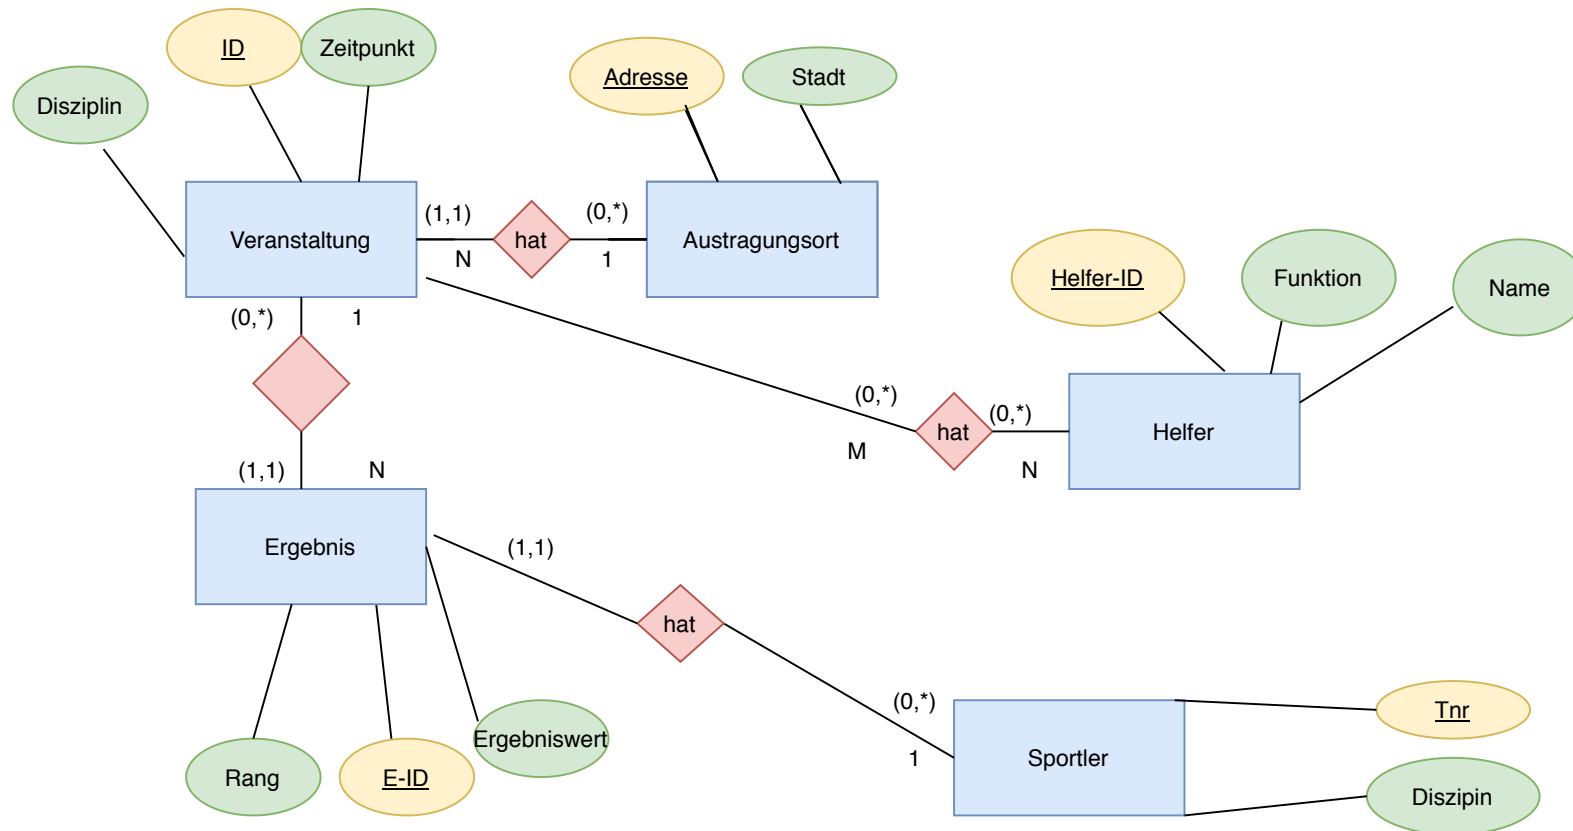 ID
Zeitpunkt
Disziplin
Adresse
Stadt
Veranstaltung
(1,1)
N
hat
(0,*)
1
Austragungsort
Helfer-ID
Funktion
Name
(0,*)
1
(0,*)
M
hat
(0,*)
N
Helfer
(1,1)
N
Ergebnis
(1,1)
hat
(0,*)
1
Sportler
Tnr
Diszipin
Rang
E-ID
Ergebniswert